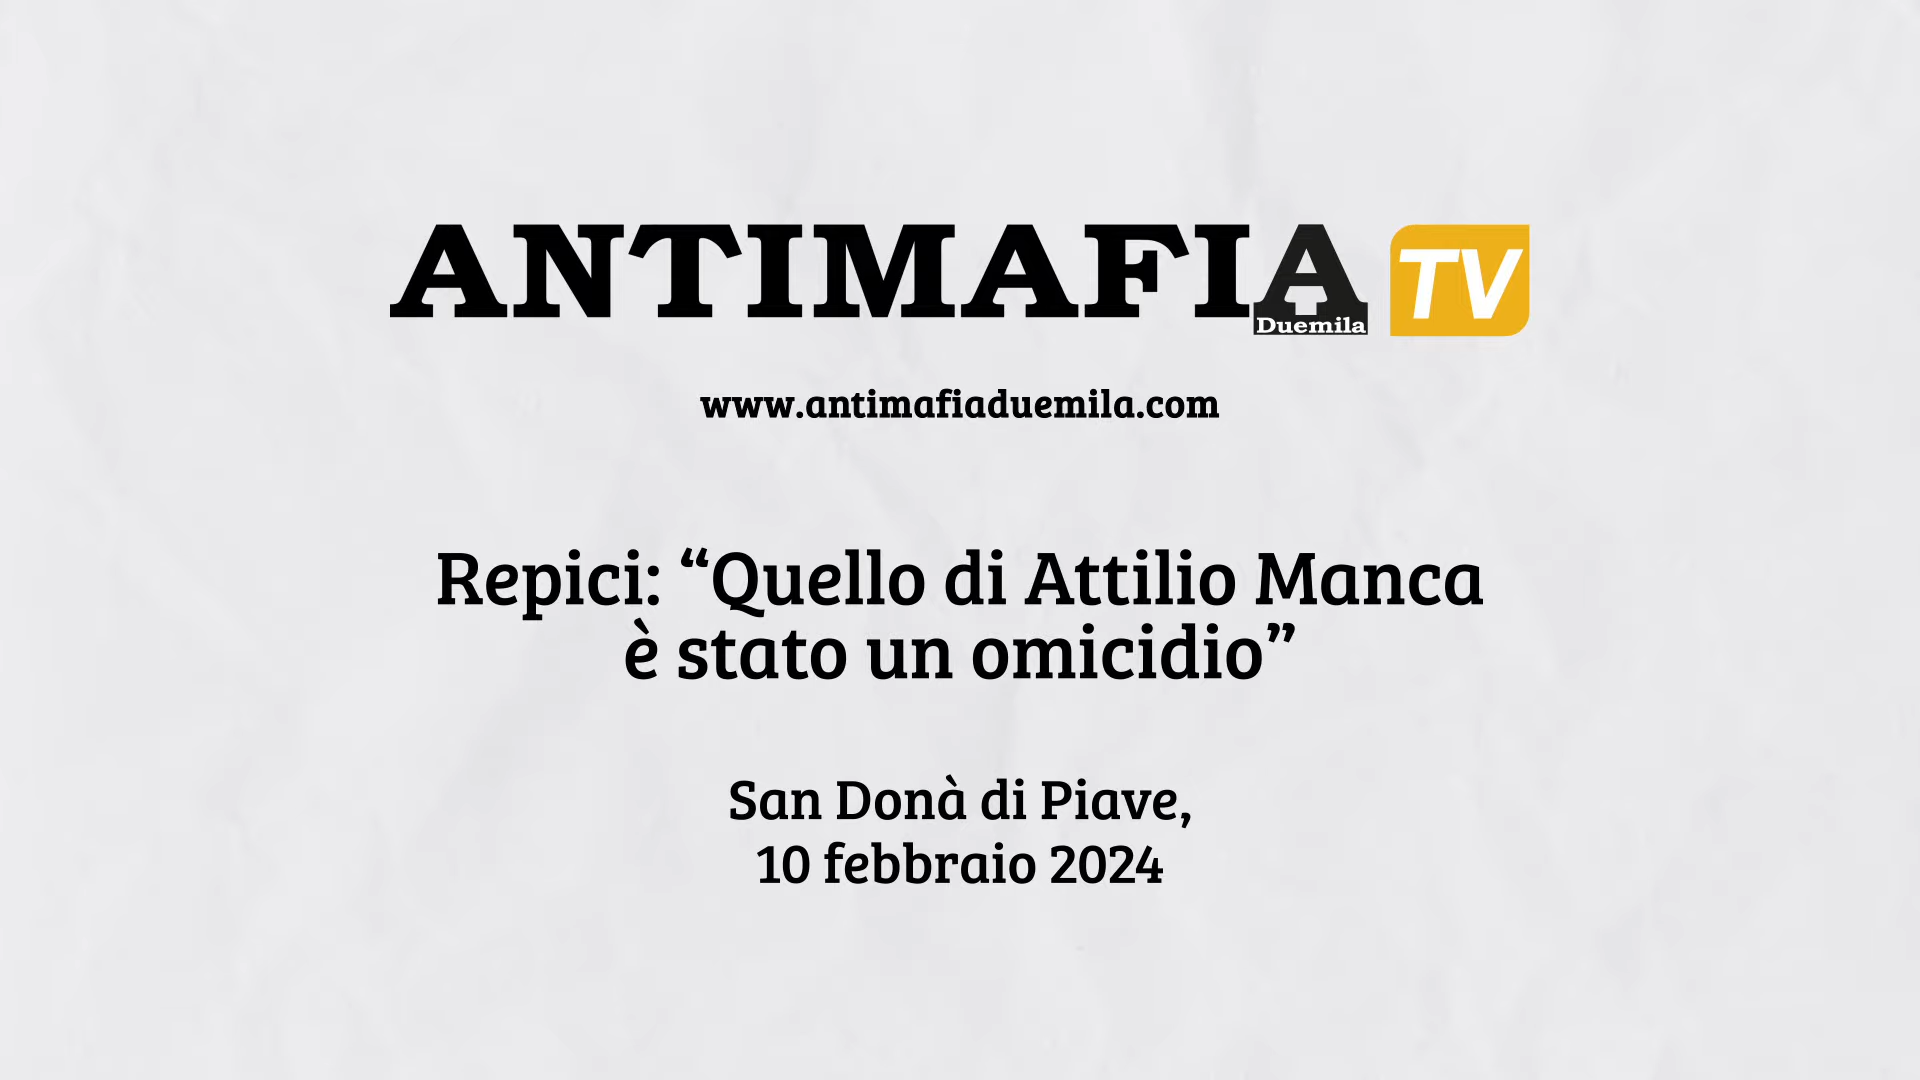 ANTIMAFIA Duemila TV
www.antimafiaduemila.com
Repici: “Quello di Attilio Manca
è stato un omicidio”
San Donà di Piave,
10 febbraio 2024